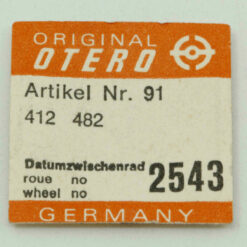 ORIGINAL
OTERO
Artikel Nr. 91
412 482
Datumzwischenrad
roue no
wheel no
2543
GERMANY